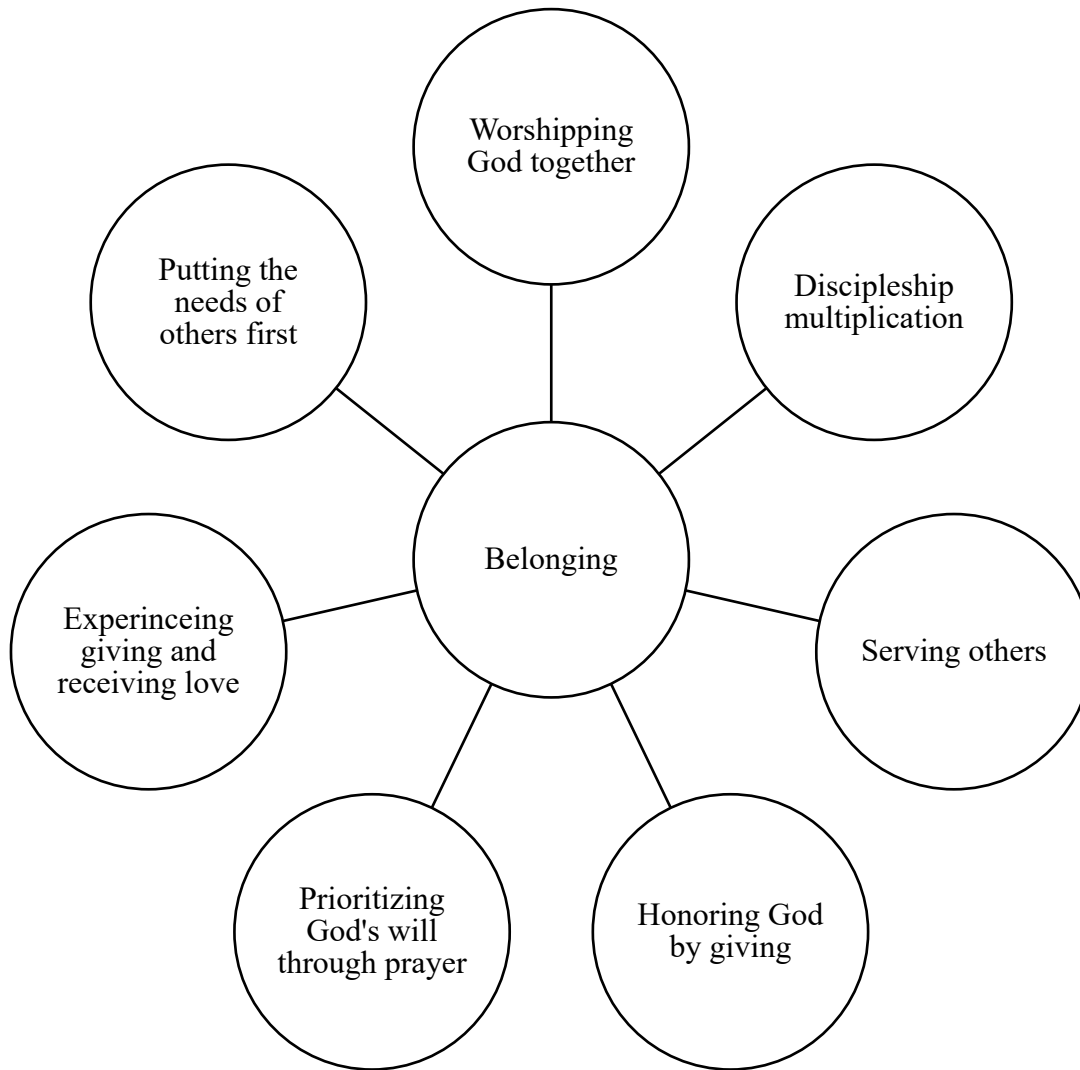 Worshipping
God together
Discipleship
multiplication
Serving others
Honoring God
by giving
Prioritizing
God's will
through prayer
Experinceing
giving and
receiving love
Putting the
needs of
others first
Belonging